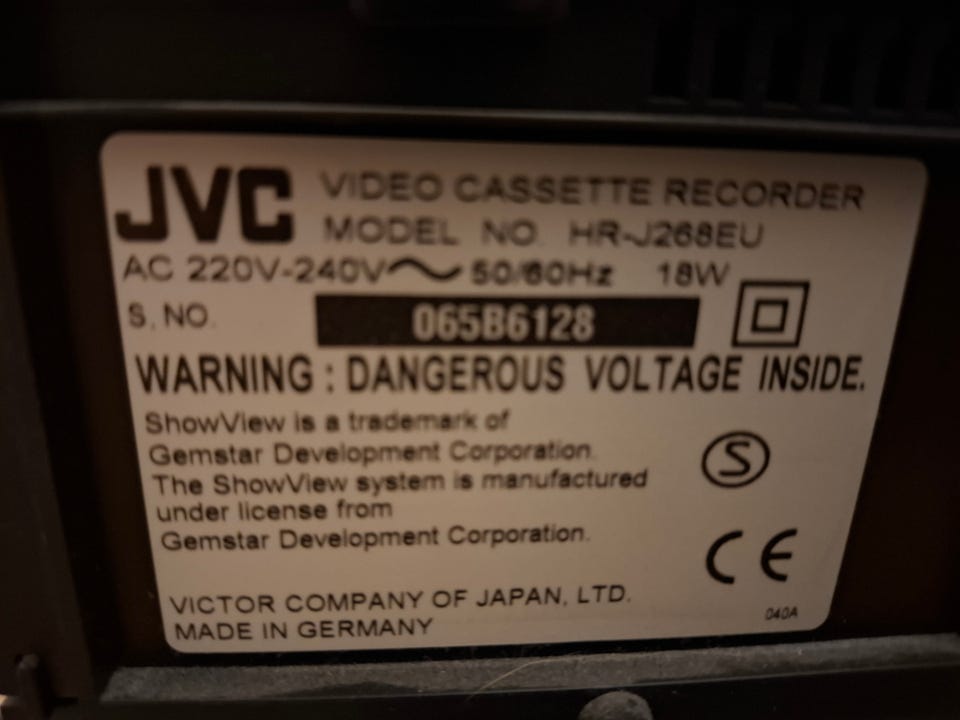 JVC VIDEO CASSETTE RECORDER
MODEL NO. HR-J268EU
AC 220V-240V~ 50/60Hz 18W
S. NO. 065B6128
WARNING : DANGEROUS VOLTAGE INSIDE.
ShowView is a trademark of
Gemstar Development Corporation.
The ShowView system is manufactured
under license from
Gemstar Development Corporation.
S
CE
VICTOR COMPANY OF JAPAN, LTD.
MADE IN GERMANY
040A